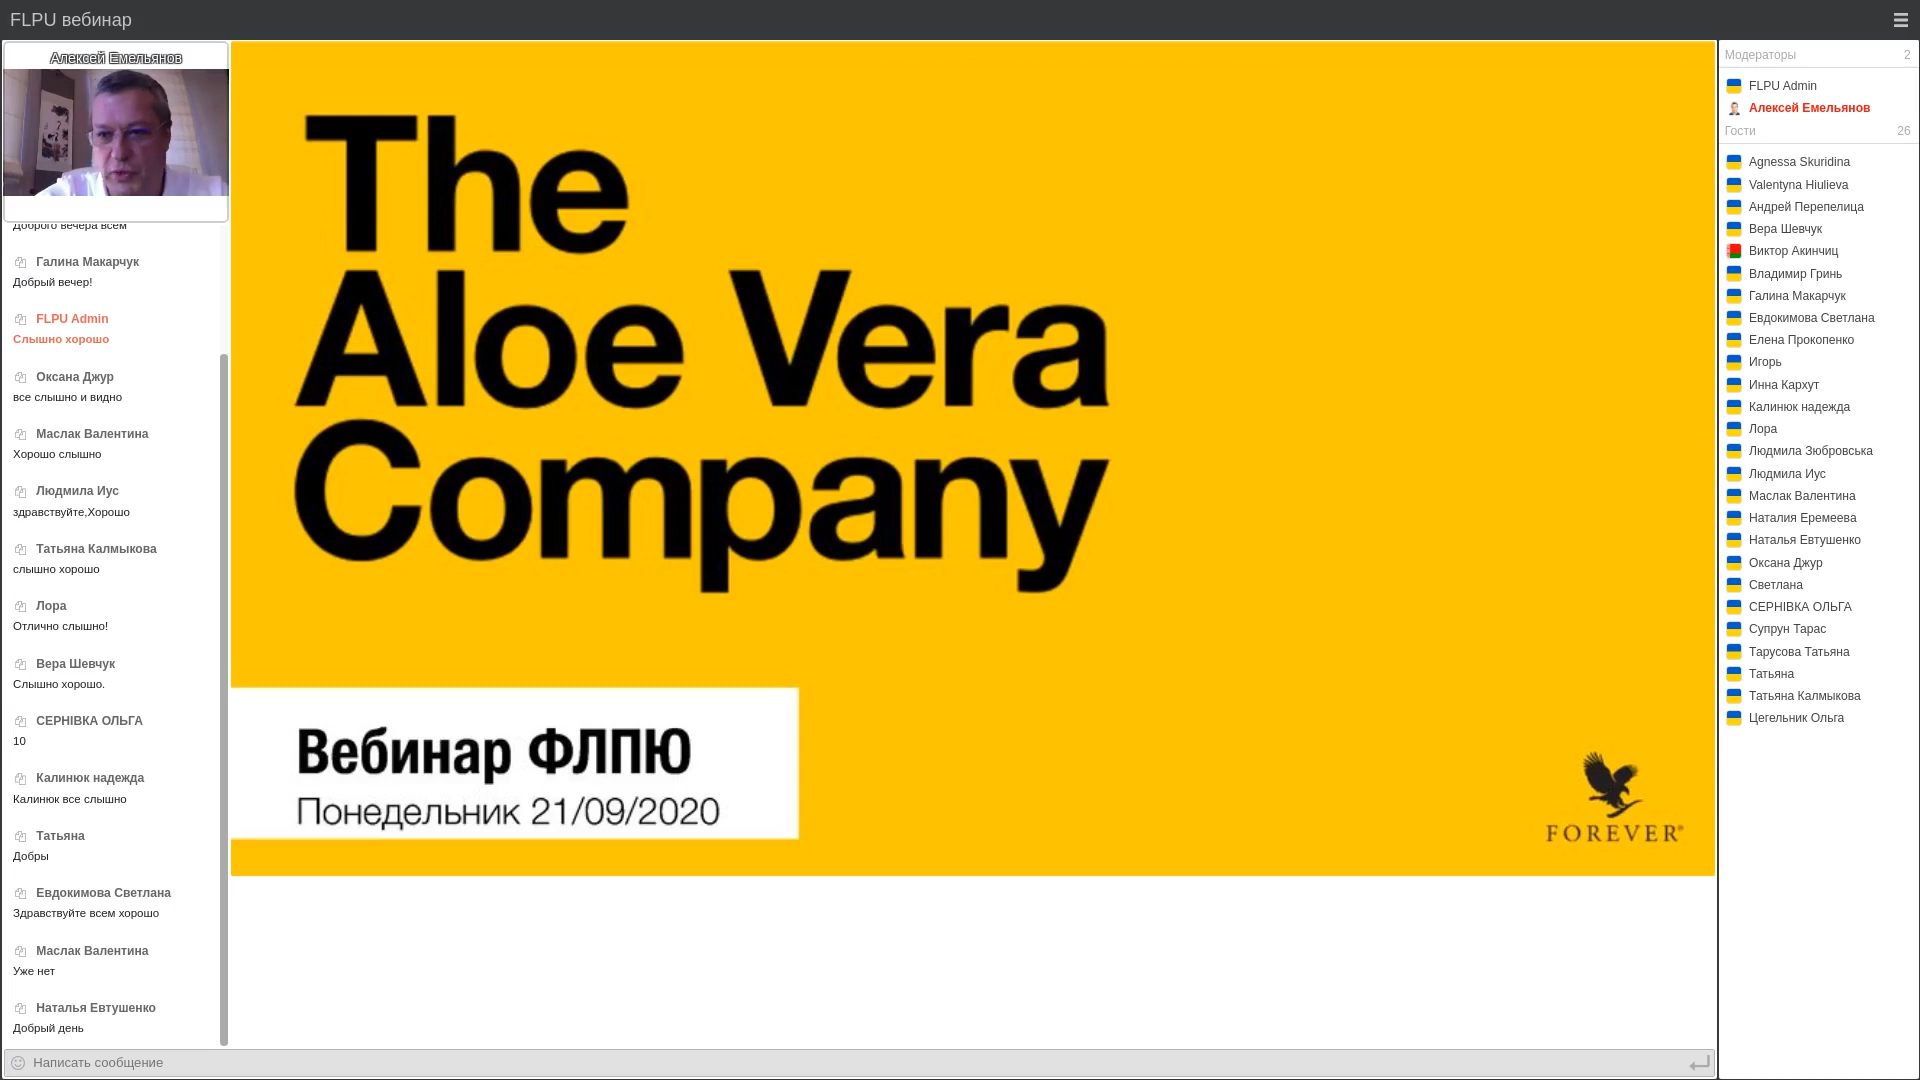 FLPU вебинар
Алексей Емельянов
Доброго вечера всем
Галина Макарчук
Добрый вечер!
FLPU Admin
Слышно хорошо
Оксана Джур
все слышно и видно
Маслак Валентина
Хорошо слышно
Людмила Иус
здравствуйте,Хорошо
Татьяна Калмыкова
слышно хорошо
Лора
Отлично слышно!
Вера Шевчук
Слышно хорошо.
СЕРНІВКА ОЛЬГА
10
Калинюк надежда
Калинюк все слышно
Татьяна
Добры
Евдокимова Светлана
Здравствуйте всем хорошо
Маслак Валентина
Уже нет
Наталья Евтушенко
Добрый день
Написать сообщение
The
Aloe Vera
Company
Вебинар ФЛПЮ
Понедельник 21/09/2020
FOREVER®
Модераторы 2
FLPU Admin
Алексей Емельянов
Гости 26
Agnessa Skuridina
Valentyna Hiulieva
Андрей Перепелица
Вера Шевчук
Виктор Акинчиц
Владимир Гринь
Галина Макарчук
Евдокимова Светлана
Елена Прокопенко
Игорь
Инна Кархут
Калинюк надежда
Лора
Людмила Зюбровська
Людмила Иус
Маслак Валентина
Наталия Еремеева
Наталья Евтушенко
Оксана Джур
Светлана
СЕРНІВКА ОЛЬГА
Супрун Тарас
Тарусова Татьяна
Татьяна
Татьяна Калмыкова
Цегельник Ольга